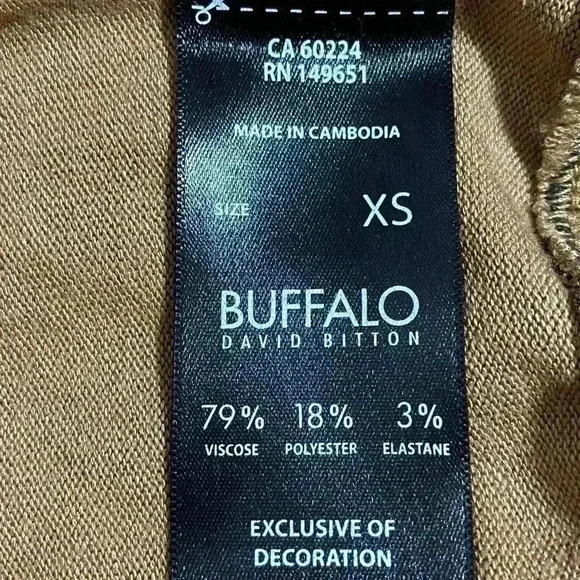 CA 60224
RN 149651
MADE IN CAMBODIA
SIZE XS
BUFFALO
DAVID BITTON
79% 18% 3%
VISCOSE POLYESTER ELASTANE
EXCLUSIVE OF
DECORATION